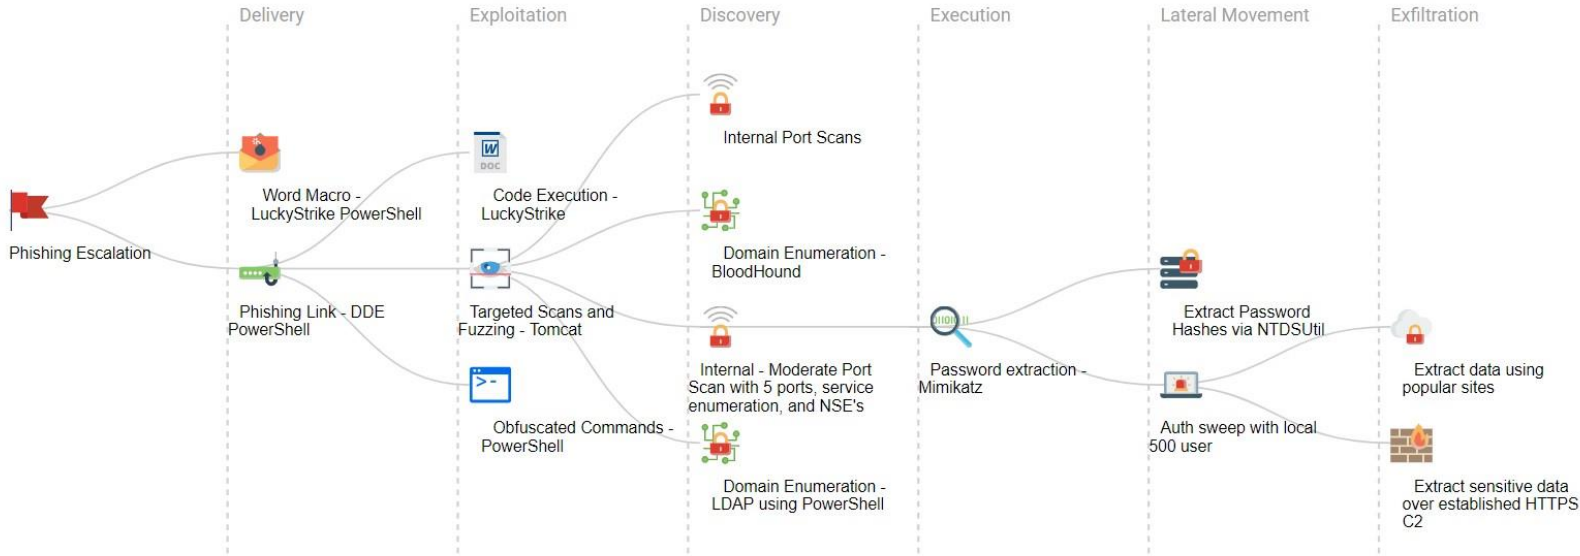 Delivery
Exploitation
Discovery
Execution
Lateral Movement
Exfiltration
Phishing Escalation
Word Macro -
LuckyStrike PowerShell
Phishing Link - DDE
PowerShell
W
DOC
Code Execution -
LuckyStrike
Targeted Scans and
Fuzzing - Tomcat
>-
Obfuscated Commands -
PowerShell
Internal Port Scans
Domain Enumeration -
BloodHound
Internal - Moderate Port
Scan with 5 ports, service
enumeration, and NSE's
Domain Enumeration -
LDAP using PowerShell
Password extraction -
Mimikatz
Extract Password
Hashes via NTDSUtil
Auth sweep with local
500 user
Extract data using
popular sites
Extract sensitive data
over established HTTPS
C2